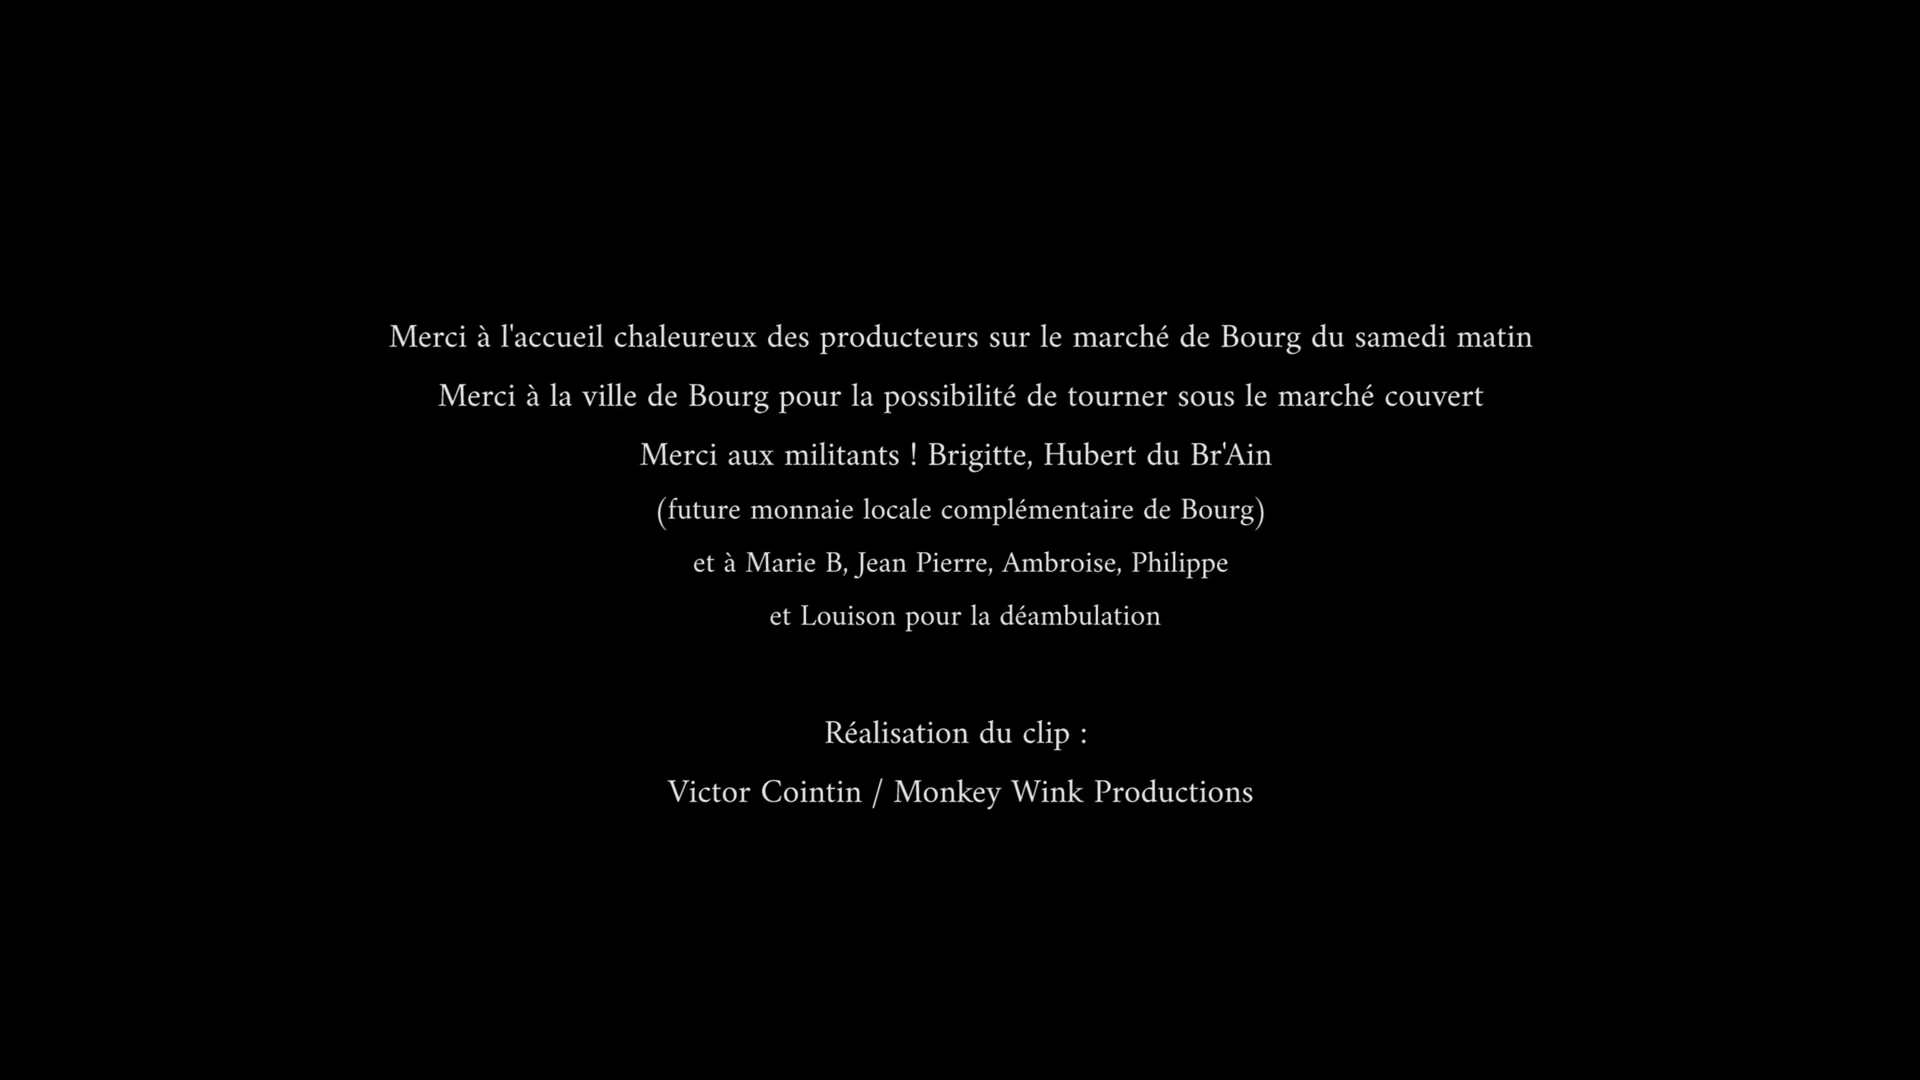 Merci à l'accueil chaleureux des producteurs sur le marché de Bourg du samedi matin
Merci à la ville de Bourg pour la possibilité de tourner sous le marché couvert
Merci aux militants ! Brigitte, Hubert du Br'Ain
(future monnaie locale complémentaire de Bourg)
et à Marie B, Jean Pierre, Ambroise, Philippe
et Louison pour la déambulation
Réalisation du clip :
Victor Cointin / Monkey Wink Productions